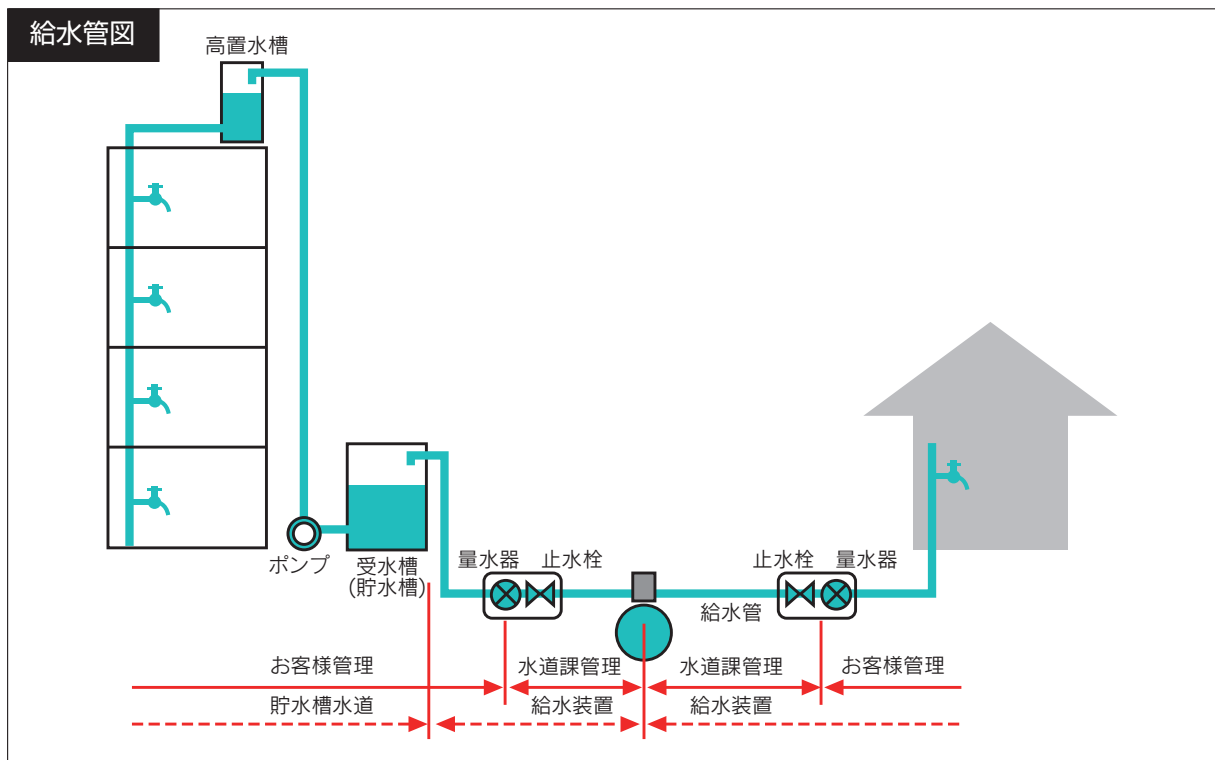 給水管図
高置水槽
ポンプ
受水槽
(貯水槽)
量水器
止水栓
止水栓
量水器
給水管
お客様管理
水道課管理
水道課管理
お客様管理
貯水槽水道
給水装置
給水装置